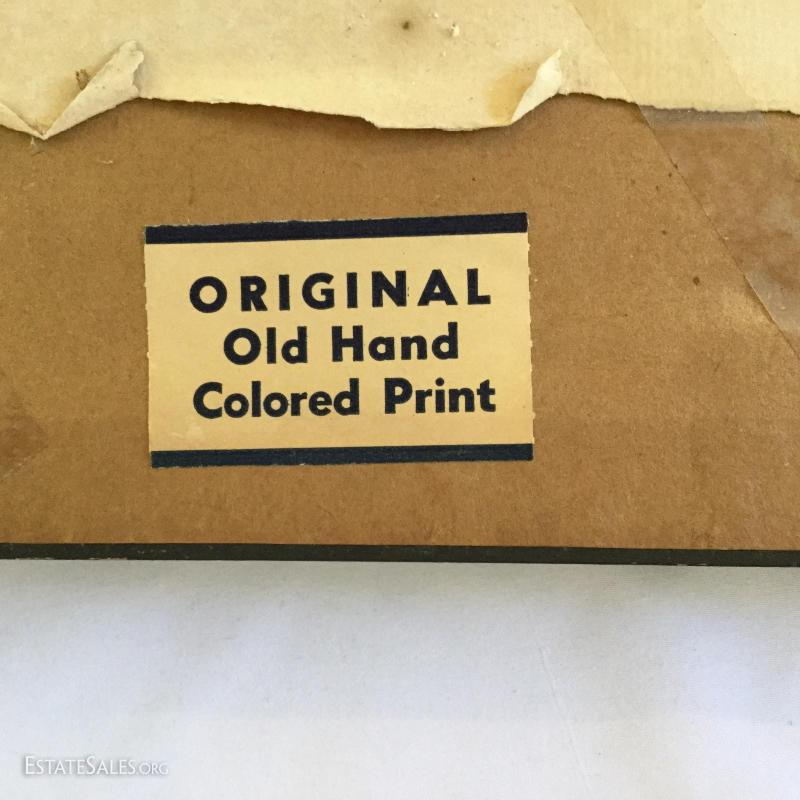 ORIGINAL
Old Hand
Colored Print
ESTATESALES.ORG